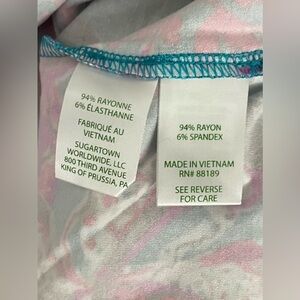 94% RAYONNE
6% ÉLASTHANNE
FABRIQUÉ AU
VIETNAM
SUGARTOWN
WORLDWIDE, LLC
800 THIRD AVENUE
KING OF PRUSSIA, PA
94% RAYON
6% SPANDEX
MADE IN VIETNAM
RN# 88189
SEE REVERSE
FOR CARE